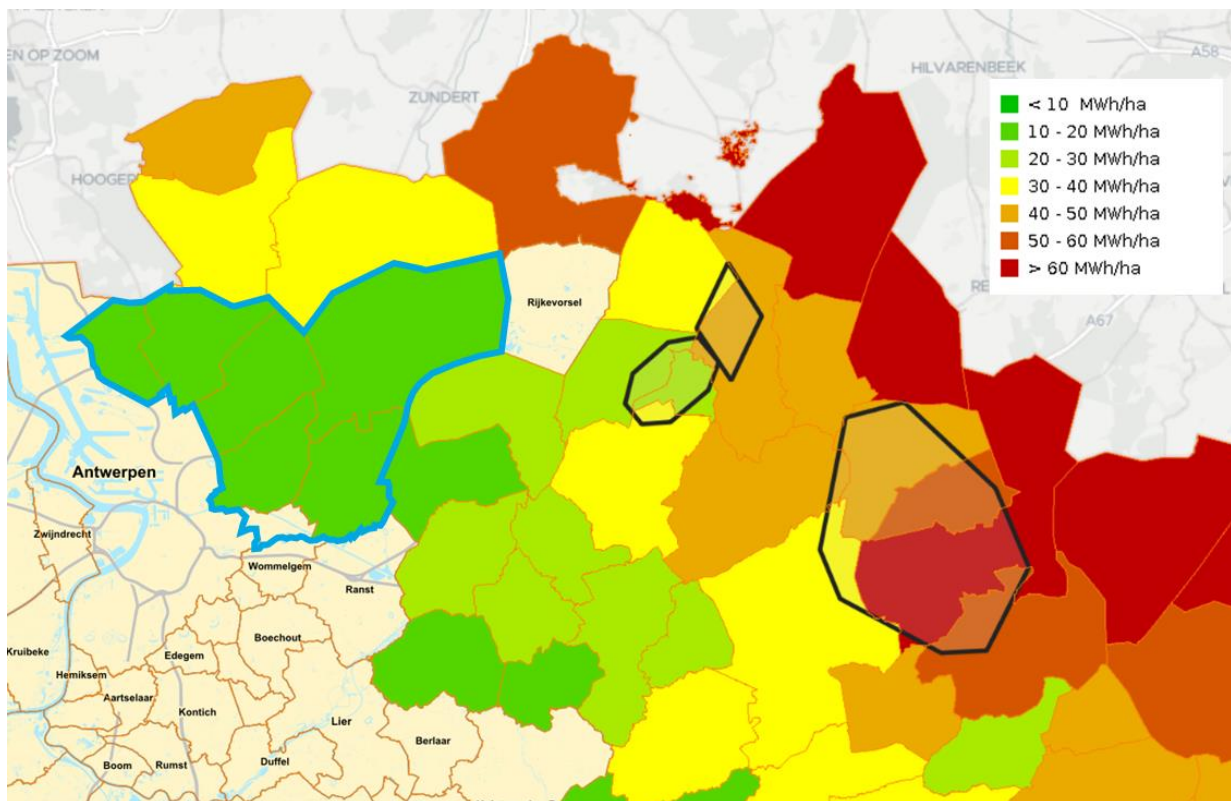 EN OP ZOOM
ZUNDERT
HILVARENBEEK
A58
< 10 MWh/ha
10 - 20 MWh/ha
20 - 30 MWh/ha
30 - 40 MWh/ha
40 - 50 MWh/ha
50 - 60 MWh/ha
> 60 MWh/ha
HOOGER
RE
A67
Rijkevorsel
Antwerpen
Zwijndrecht
Wommelgem
Ranst
Boechout
Kruibeke
Edegem
Hemiksem
Aartselaar
Kontich
Lier
Berlaar
Boom
Rumst
Duffel